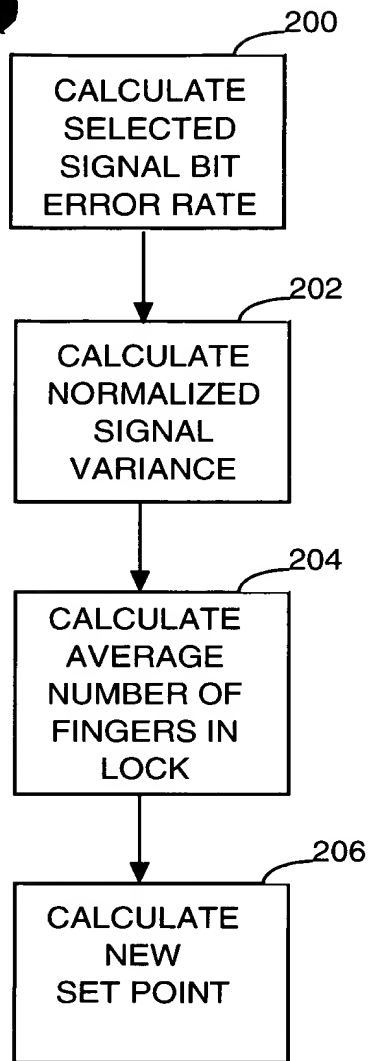 200
CALCULATE
SELECTED
SIGNAL BIT
ERROR RATE
202
CALCULATE
NORMALIZED
SIGNAL
VARIANCE
204
CALCULATE
AVERAGE
NUMBER OF
FINGERS IN
LOCK
206
CALCULATE
NEW
SET POINT